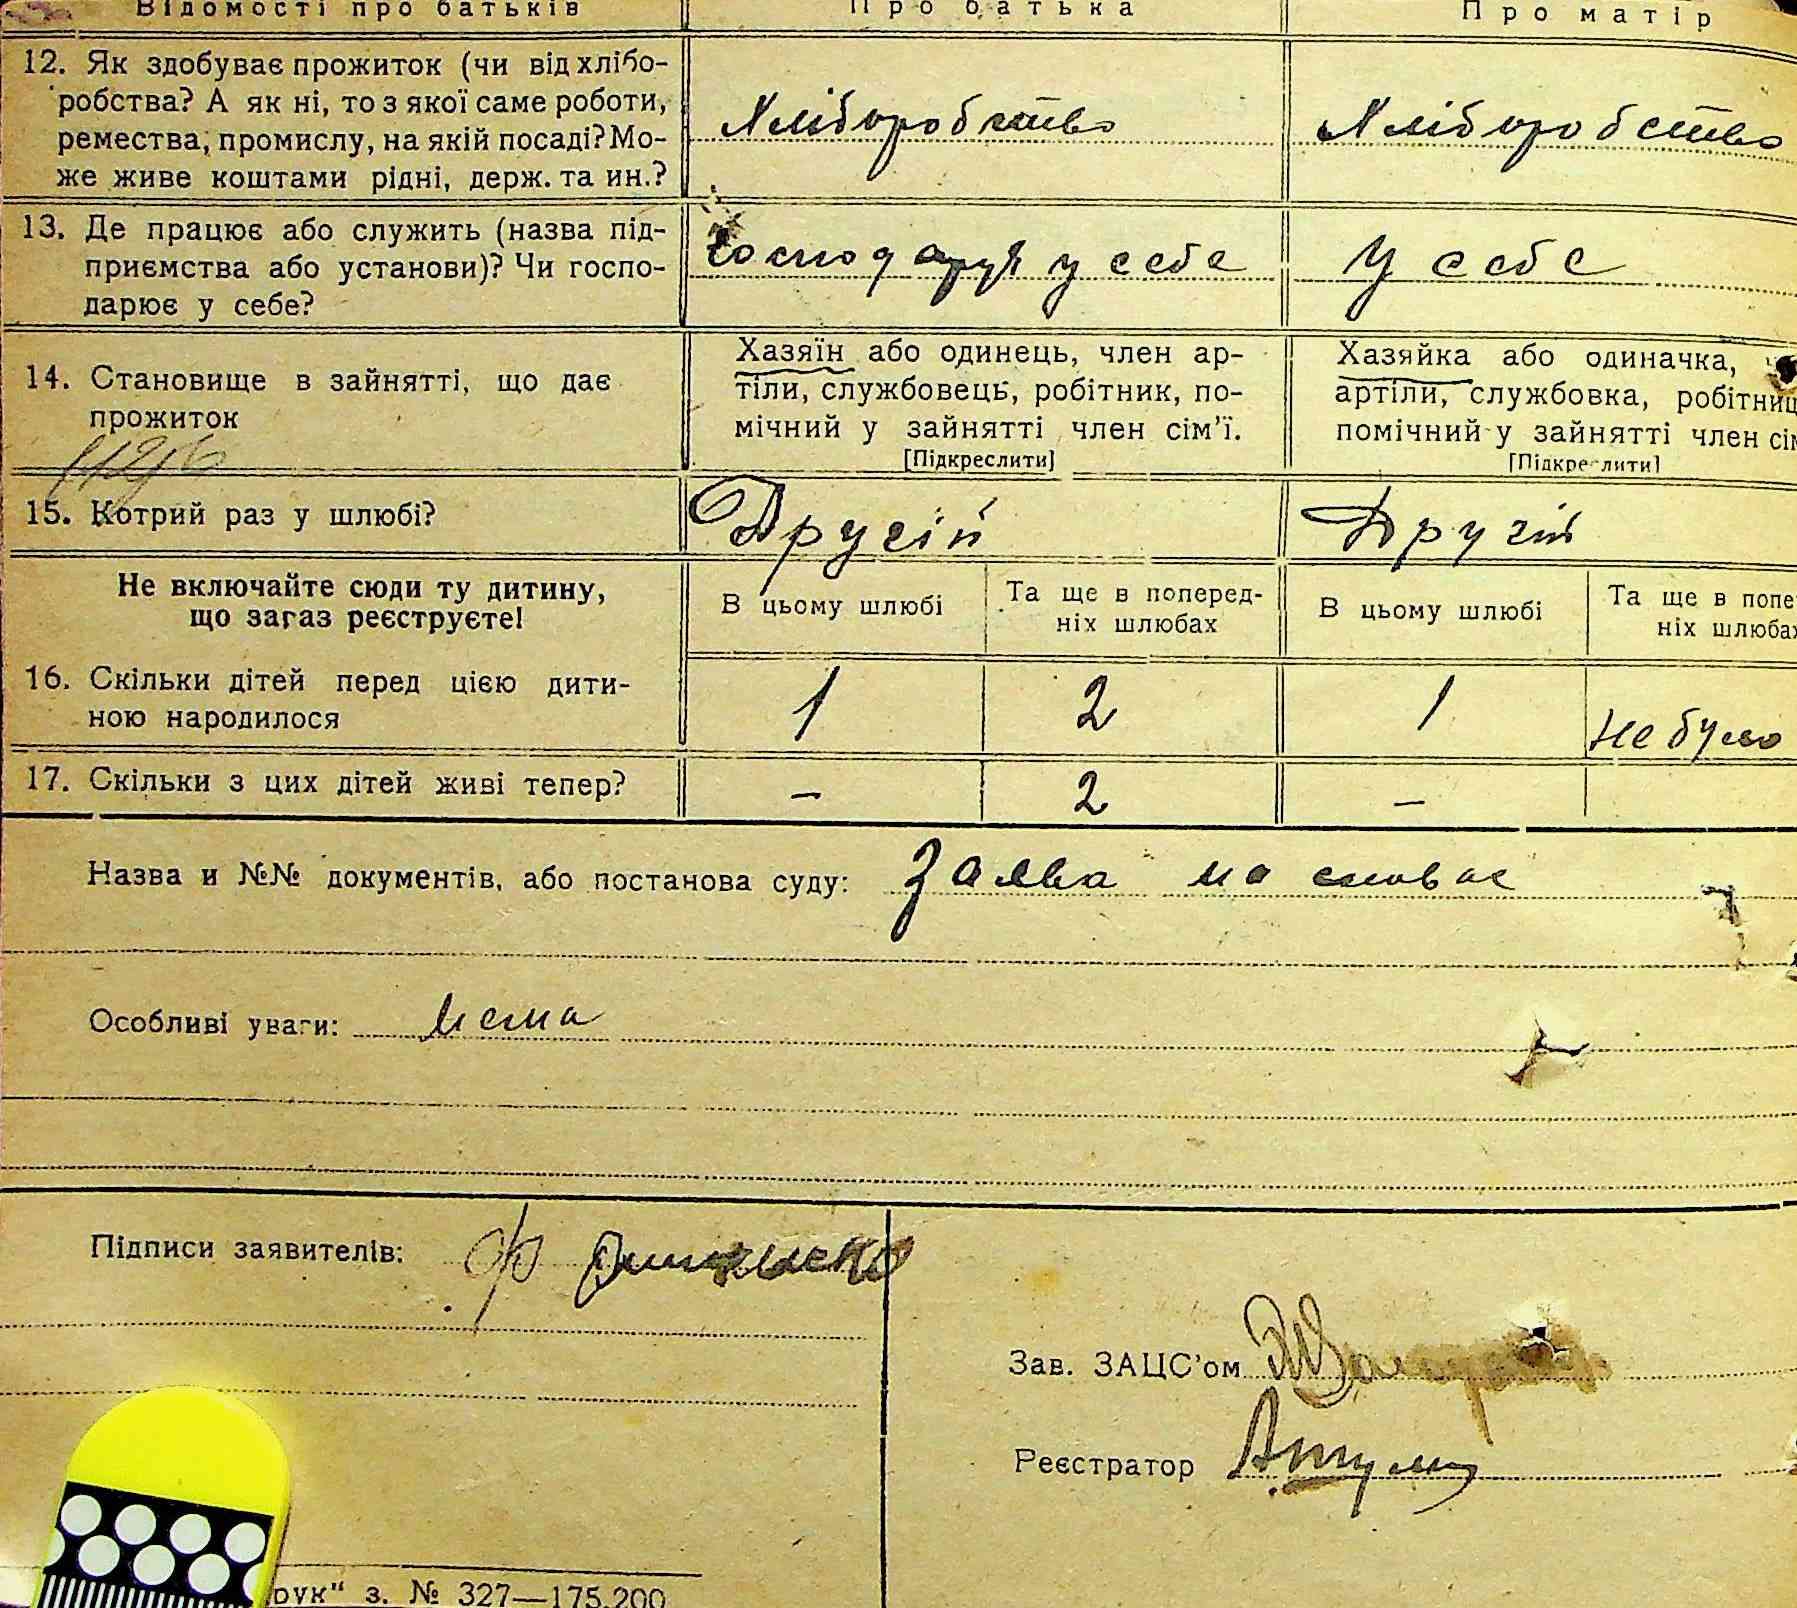 Відомості про батьків Про батька Про матір
12. Як здобуває прожиток (чи від хлібо-
робства? А як ні, то з якої саме роботи,
ремества, промислу, на якій посаді? Мо-
же живе коштами рідні, держ. та ин.?
Хліборобство Хліборобство
13. Де працює або служить (назва під-
приємства або установи)? Чи госпо-
дарює у себе?
у себе У себе
14. Становище в зайнятті, що дає
прожиток
Хазяїн або одинець, член ар-
тіли, службовець, робітник, по-
мічний у зайнятті член сім'ї.
[Підкреслити]
Хазяйка або одиначка,
артіли, службовка, робітниц
помічний у зайнятті член сім
[Підкреслити]
15. Котрий раз у шлюбі? Другій Другій
Не включайте сюди ту дитину,
що зараз реєструєте!
В цьому шлюбі
Та ще в поперед-
ніх шлюбах
В цьому шлюбі
Та ще в попе
ніх шлюбах
16. Скільки дітей перед цією дити-
ною народилося
1 2 1 не було
17. Скільки з цих дітей живі тепер? – 2 –
Назва и №№ документів, або постанова суду: Заява на словах
Особливі уваги: нема
Підписи заявителів: Ф
Зав. ЗАЦС'ом
Реєстратор
рук" з. № 327—175.200